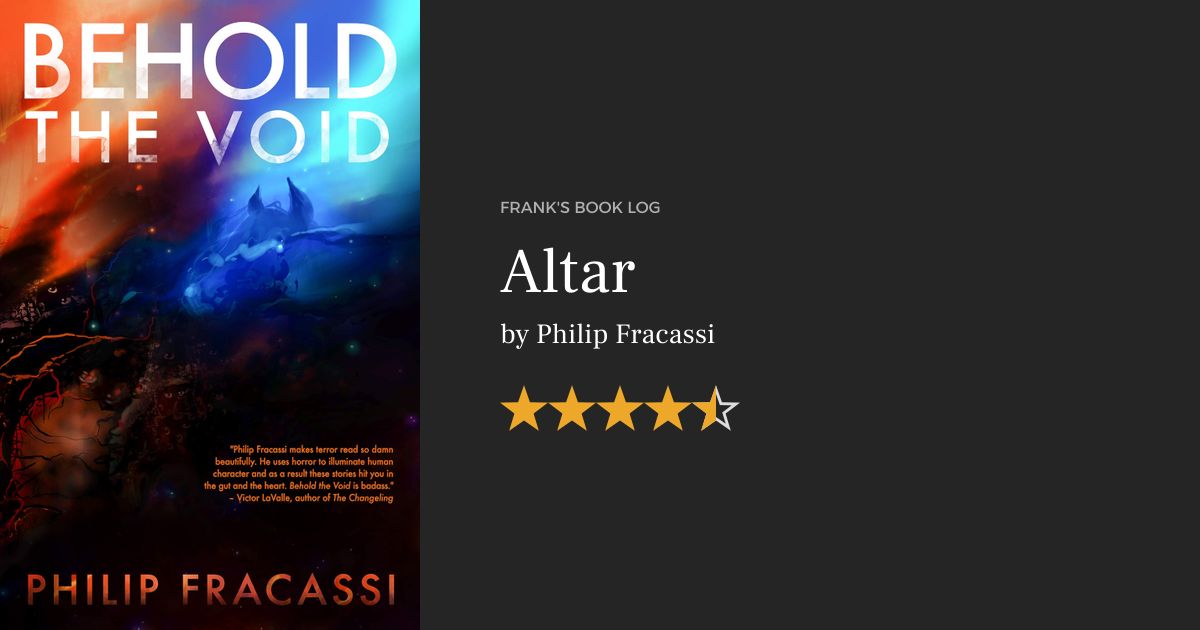 BEHOLD
THE VOID
"Philip Fracassi makes terror read so damn
beautifully. He uses horror to illuminate human
character and as a result these stories hit you in
the gut and the heart. Behold the Void is badass."
– Victor LaValle, author of The Changeling
PHILIP FRACASSI
FRANK'S BOOK LOG
Altar
by Philip Fracassi